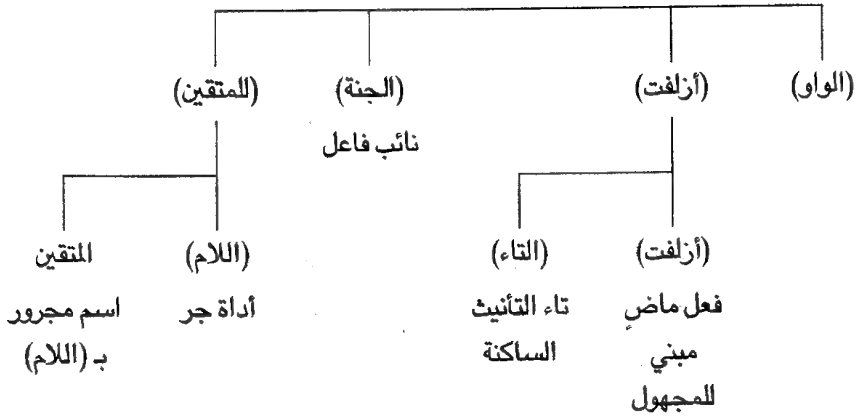 (الواو) (أزلفت) (الجنة) (للمتقين)
نائب فاعل
(أزلفت) (التاء) (اللام) المتقين
فعل ماضٍ تاء التأنيث أداة جر اسم مجرور
مبني الساكنة بـ (اللام)
للمجهول